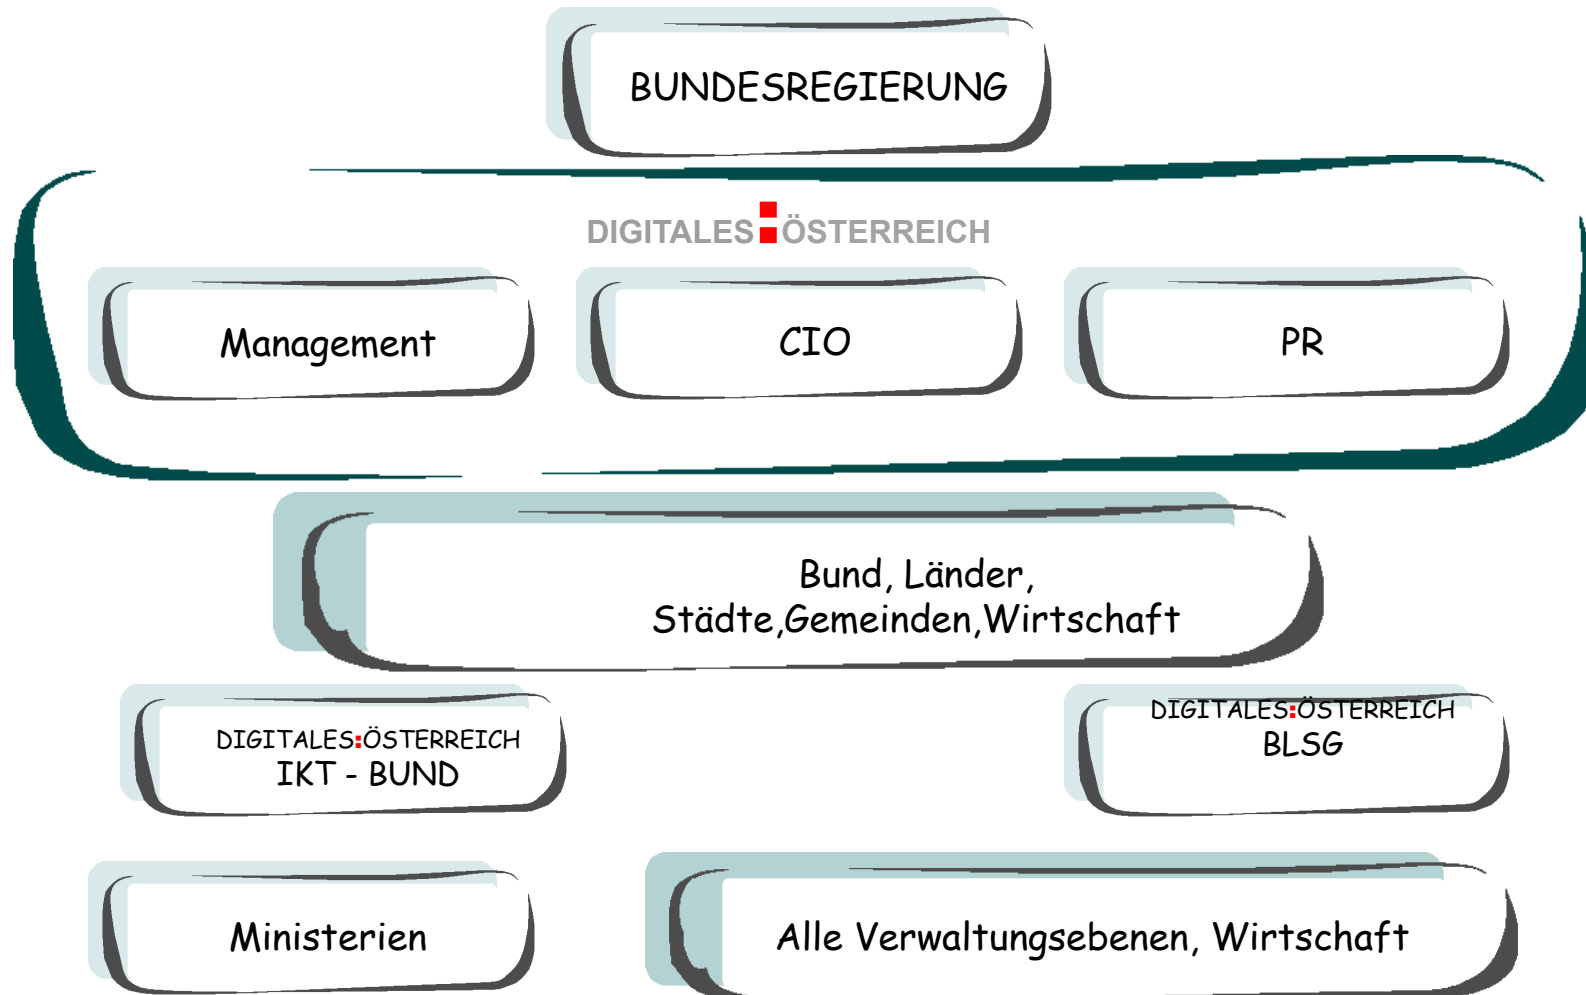 BUNDESREGIERUNG
DIGITALES:ÖSTERREICH
Management
CIO
PR
Bund, Länder,
Städte,Gemeinden,Wirtschaft
DIGITALES:ÖSTERREICH
IKT - BUND
DIGITALES:ÖSTERREICH
BLSG
Ministerien
Alle Verwaltungsebenen, Wirtschaft